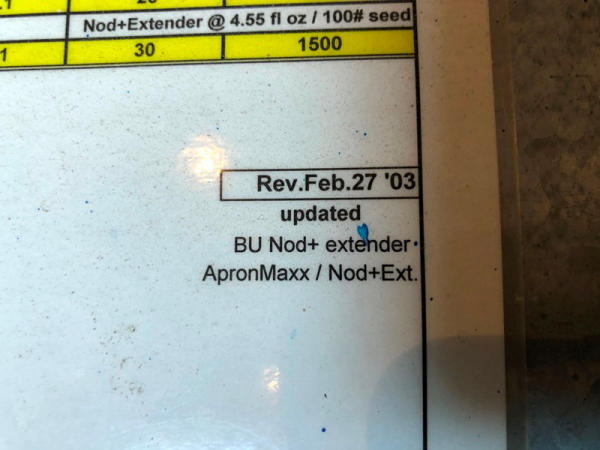 Nod+Extender @ 4.55 fl oz / 100# seed
1 30 1500
Rev.Feb.27 '03
updated
BU Nod+ extender
ApronMaxx / Nod+Ext.